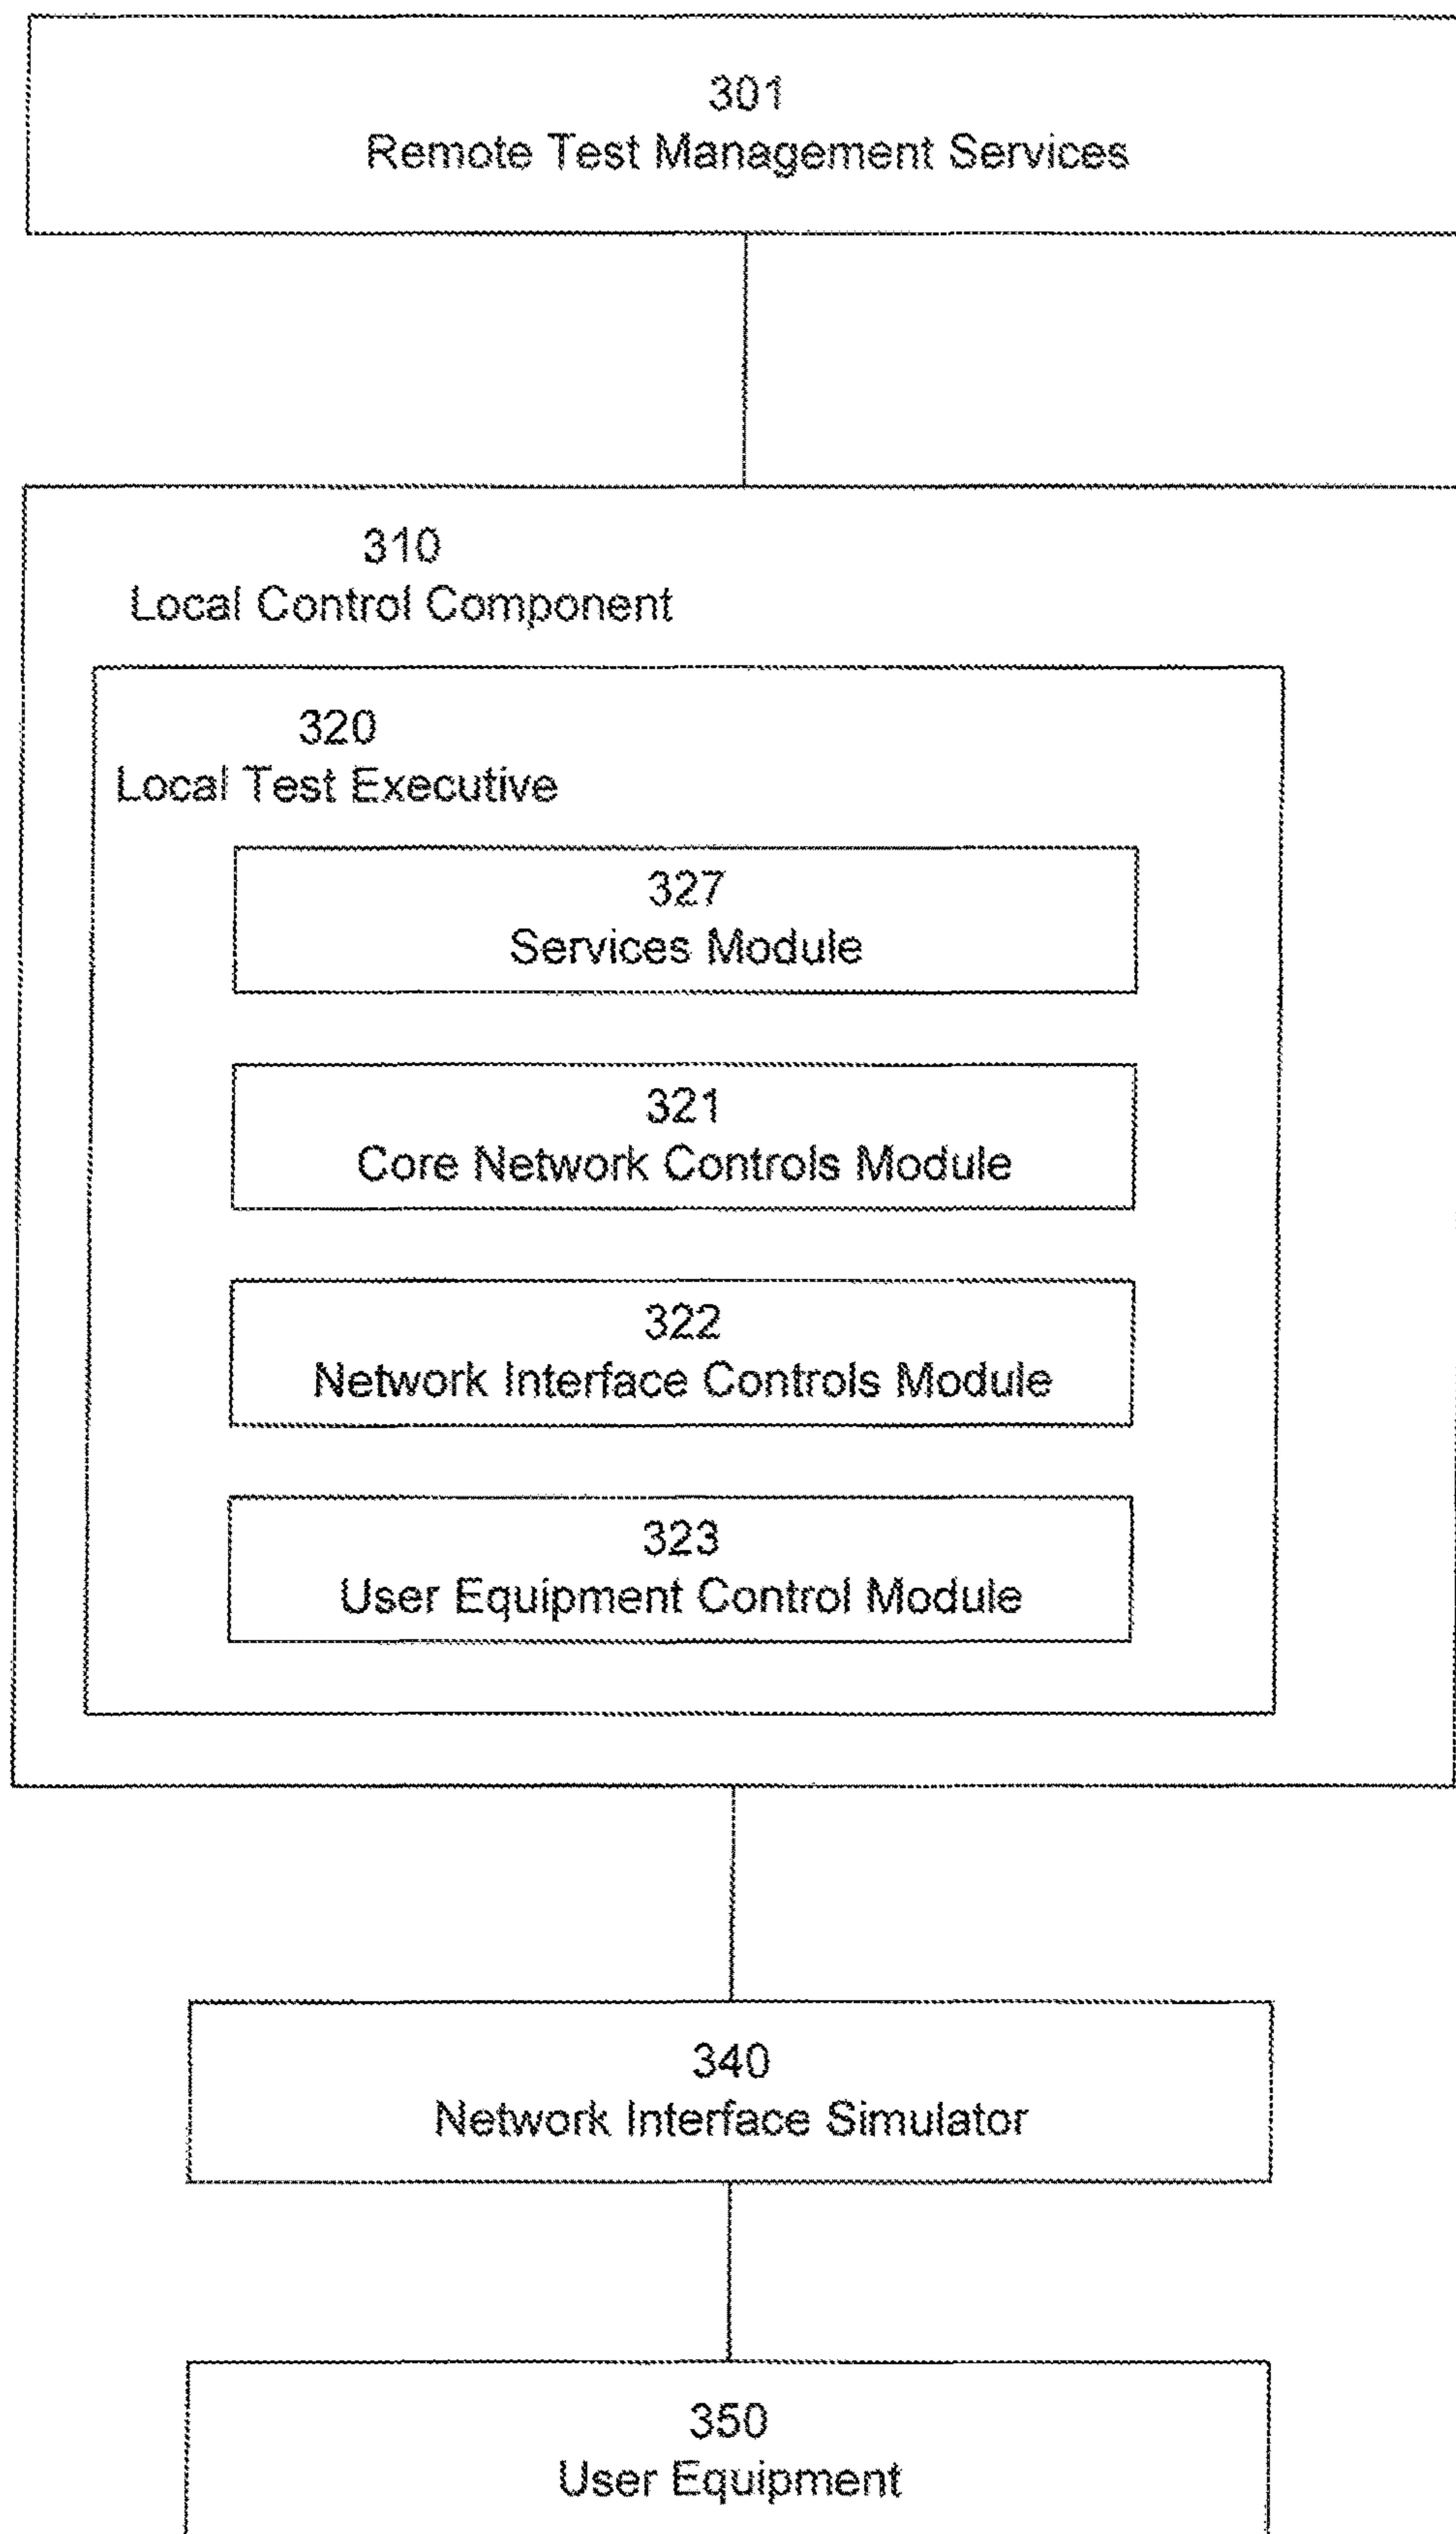 301
Remote Test Management Services
310
Local Control Component
320
Local Test Executive
327
Services Module
321
Core Network Controls Module
322
Network Interface Controls Module
323
User Equipment Control Module
340
Network Interface Simulator
350
User Equipment